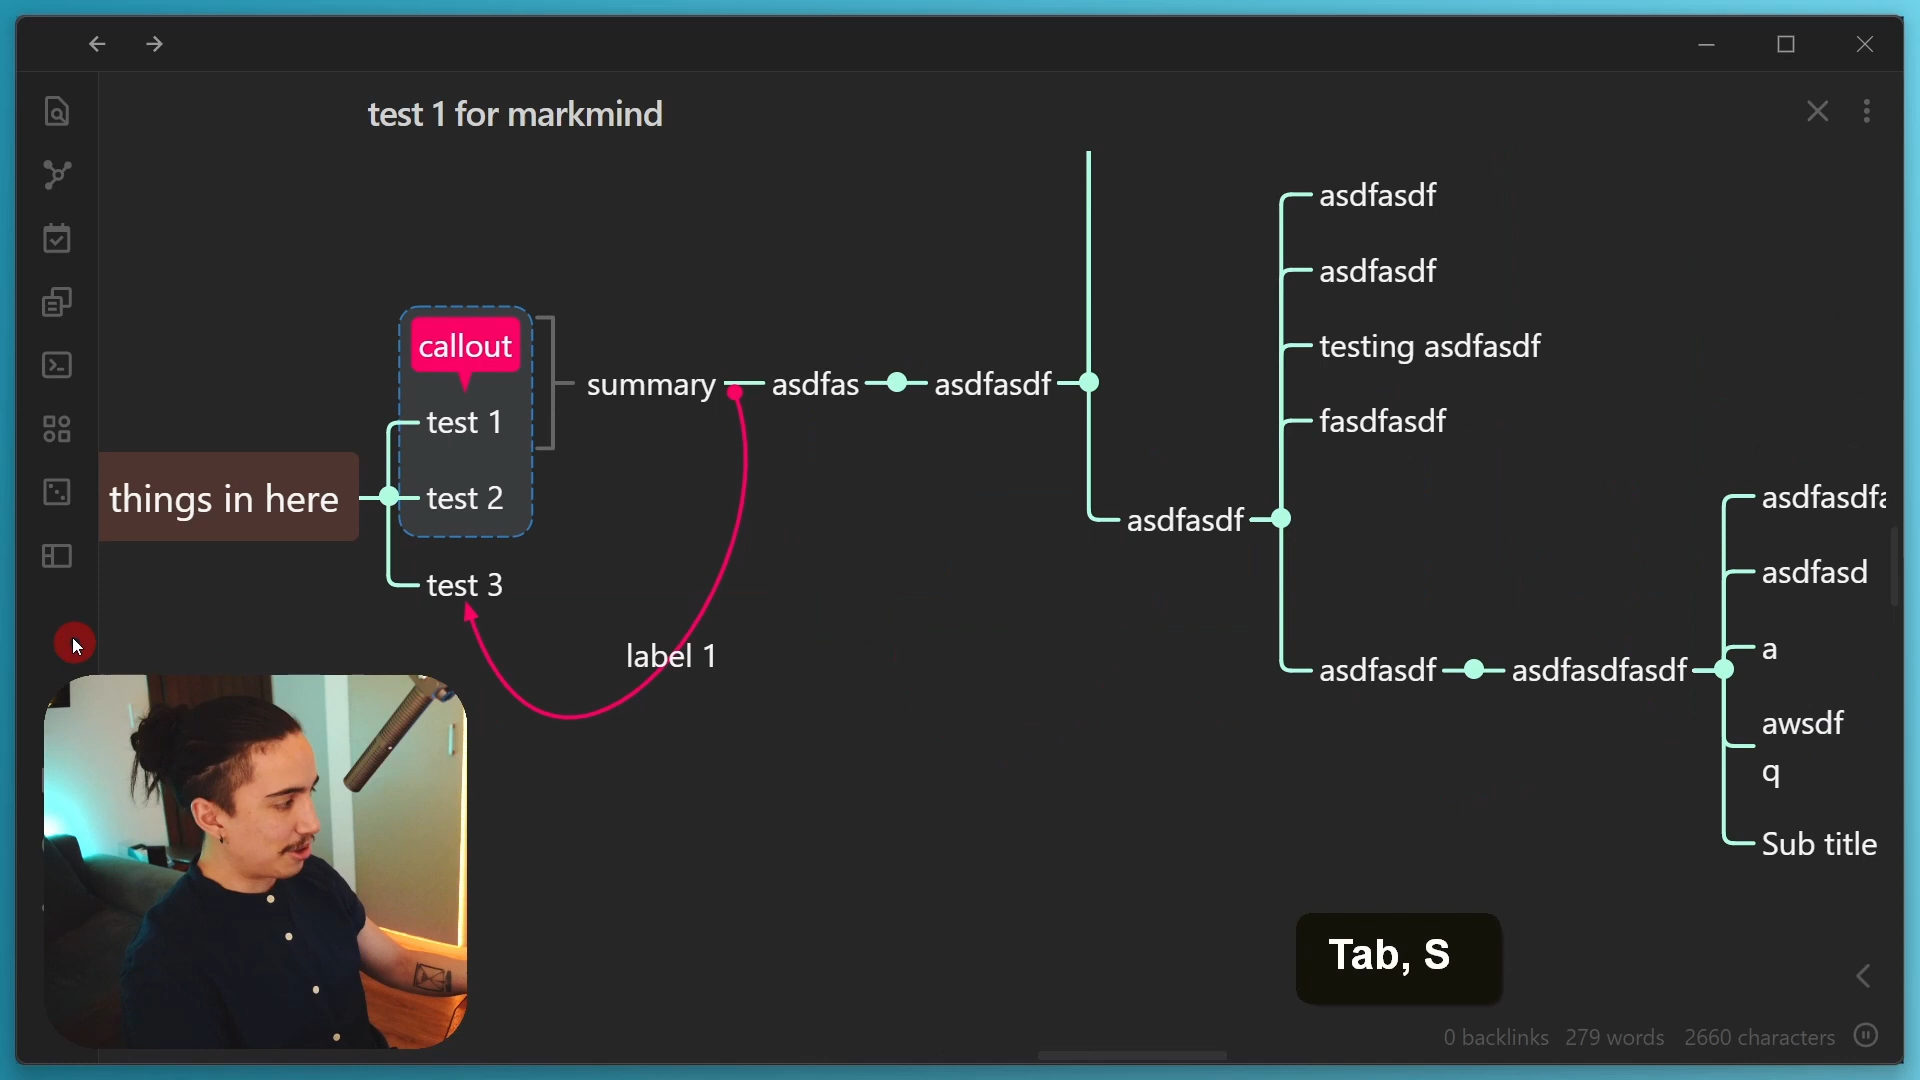 test 1 for markmind
asdfasdf
asdfasdf
testing asdfasdf
fasdfasdf
callout
summary
asdfas
asdfasdf
test 1
test 2
things in here
test 3
asdfasdf
label 1
asdfasdf
asdfasdfasdf
asdfasdfa
asdfasd
a
awsdf
q
Sub title
Tab, S
0 backlinks 279 words 2660 characters